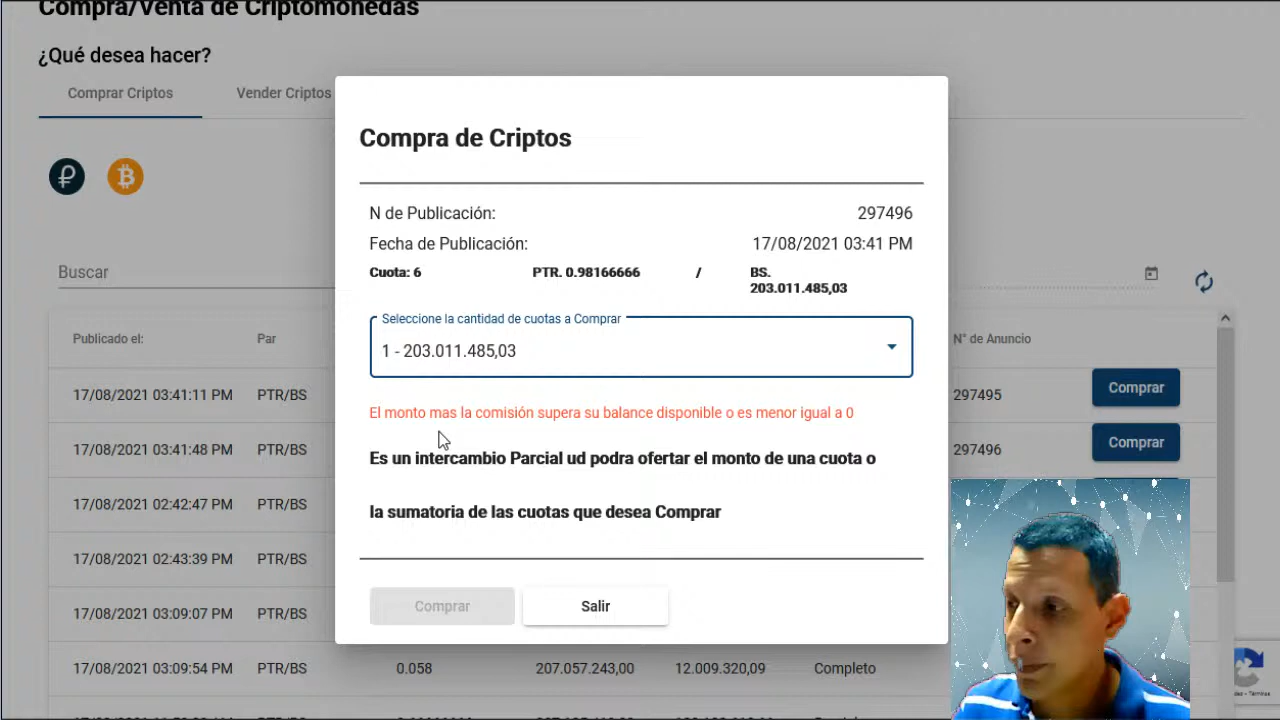 Compra/Venta de Criptomonedas
¿Qué desea hacer?
Comprar Criptos
Vender Criptos
Buscar
Publicado el: Par N° de Anuncio
17/08/2021 03:41:11 PM PTR/BS 297495 Comprar
17/08/2021 03:41:48 PM PTR/BS 297496 Comprar
17/08/2021 02:42:47 PM PTR/BS
17/08/2021 02:43:39 PM PTR/BS
17/08/2021 03:09:07 PM PTR/BS
17/08/2021 03:09:54 PM PTR/BS 0.058 207.057.243,00 12.009.320,09 Completo
Compra de Criptos
N de Publicación: 297496
Fecha de Publicación: 17/08/2021 03:41 PM
Cuota: 6 PTR. 0.98166666 / BS.
203.011.485,03
Seleccione la cantidad de cuotas a Comprar
1 - 203.011.485,03
El monto mas la comisión supera su balance disponible o es menor igual a 0
Es un intercambio Parcial ud podra ofertar el monto de una cuota o
la sumatoria de las cuotas que desea Comprar
Comprar
Salir